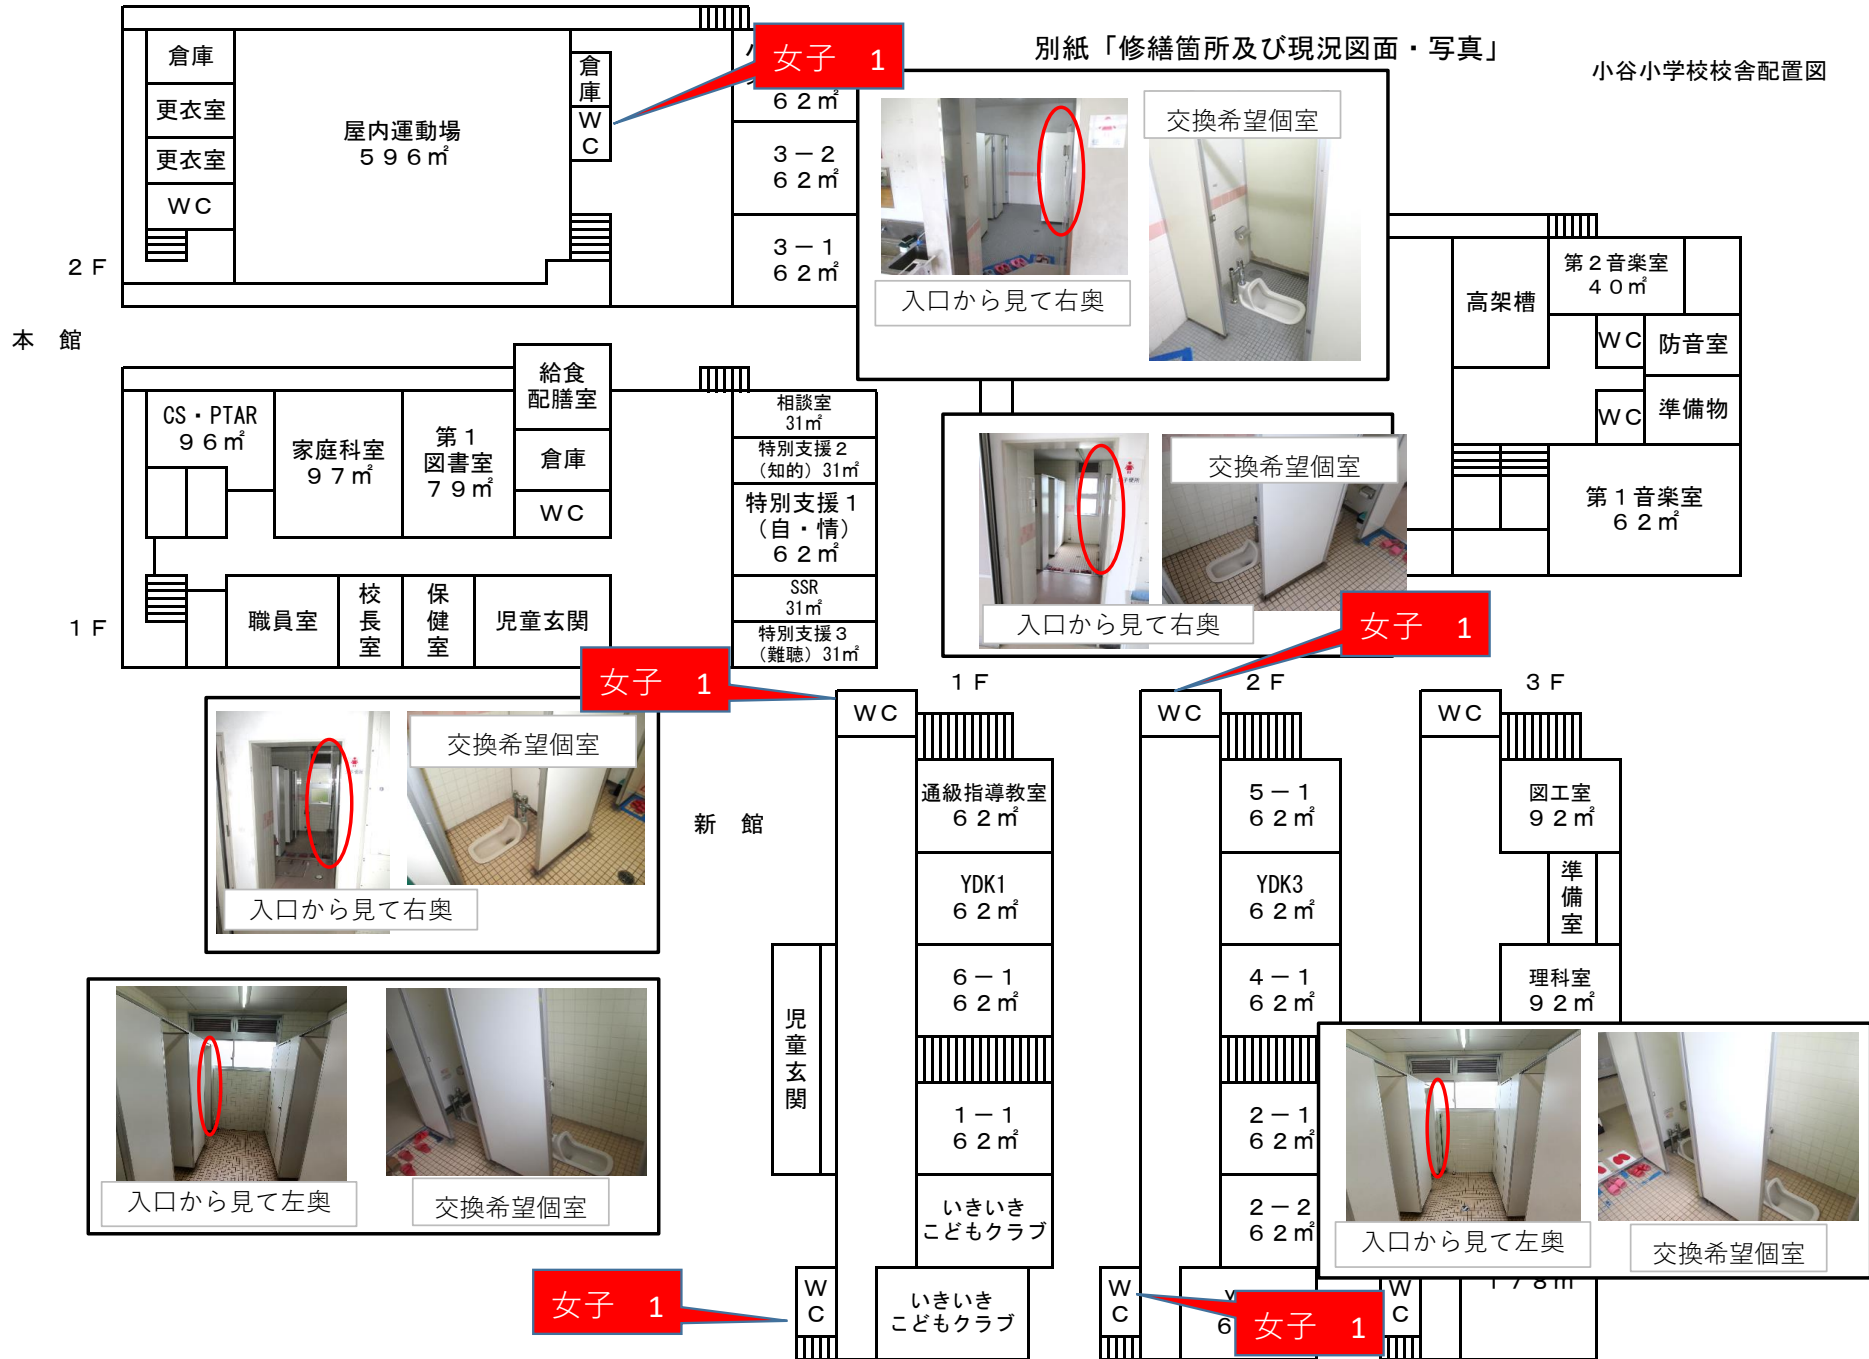 別紙「修繕箇所及び現況図面・写真」
小谷小学校校舎配置図
2F
倉庫
更衣室
更衣室
WC
屋内運動場
596㎡
倉庫
WC
女子 1
62㎡
3-2
62㎡
3-1
62㎡
交換希望個室
入口から見て右奥
高架槽
第2音楽室
40㎡
WC
防音室
WC
準備物
第1音楽室
62㎡
本 館
1F
CS・PTAR
96㎡
家庭科室
97㎡
第1
図書室
79㎡
給食
配膳室
倉庫
WC
職員室
校長室
保健室
児童玄関
相談室
31㎡
特別支援2
(知的) 31㎡
特別支援1
(自・情)
62㎡
SSR
31㎡
特別支援3
(難聴) 31㎡
交換希望個室
入口から見て右奥
女子 1
女子 1
交換希望個室
入口から見て右奥
新 館
1F
WC
通級指導教室
62㎡
YDK1
62㎡
6-1
62㎡
児童玄関
1-1
62㎡
いきいき
こどもクラブ
WC
いきいき
こどもクラブ
2F
WC
5-1
62㎡
YDK3
62㎡
4-1
62㎡
2-1
62㎡
2-2
62㎡
WC
6
3F
WC
図工室
92㎡
準備室
理科室
92㎡
WC
178㎡
入口から見て左奥
交換希望個室
女子 1
入口から見て左奥
交換希望個室
女子 1